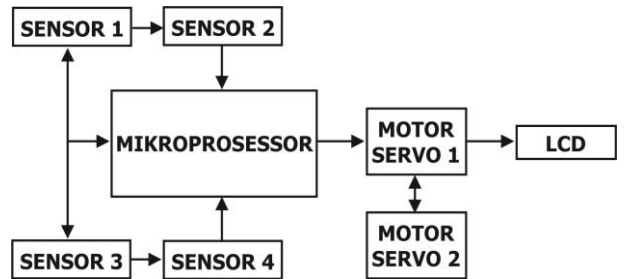 SENSOR 1
SENSOR 2
MIKROPROSESSOR
MOTOR
SERVO 1
LCD
SENSOR 3
SENSOR 4
MOTOR
SERVO 2